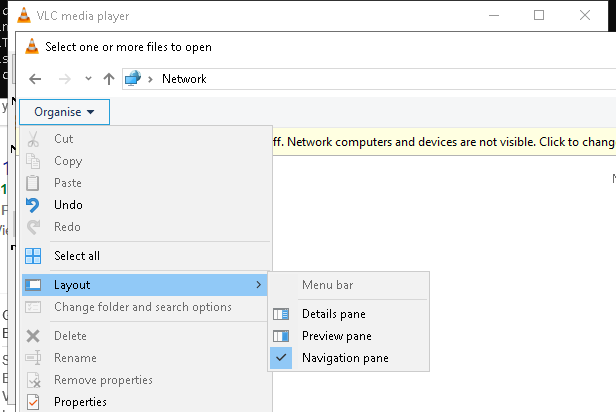 VLC media player
Select one or more files to open
Network
Organise
Cut
ff. Network computers and devices are not visible. Click to chang
Copy
Paste
Undo
Redo
Select all
Layout
Menu bar
Change folder and search options
Details pane
Delete
Preview pane
Rename
Navigation pane
Remove properties
Properties